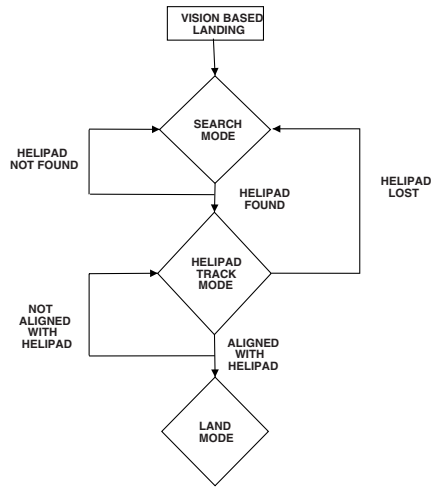 VISION BASED
LANDING
SEARCH
MODE
HELIPAD
NOT FOUND
HELIPAD
FOUND
HELIPAD
LOST
HELIPAD
TRACK
MODE
NOT
ALIGNED
WITH
HELIPAD
ALIGNED
WITH
HELIPAD
LAND
MODE